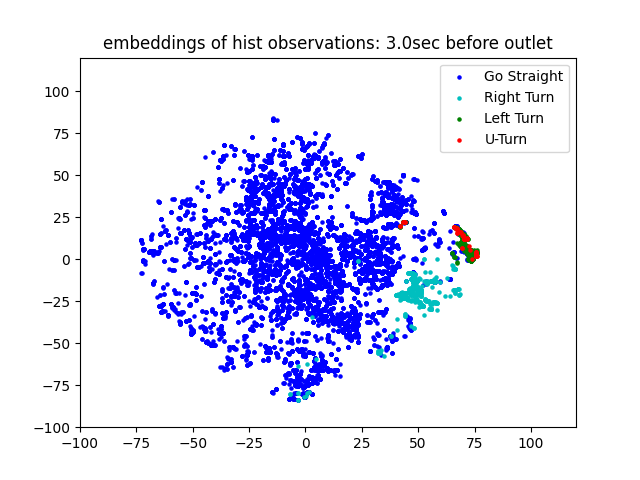 embeddings of hist observations: 3.0sec before outlet
Go Straight
Right Turn
Left Turn
U-Turn
100
75
50
25
0
−25
−50
−75
−100
−100 −75 −50 −25 0 25 50 75 100